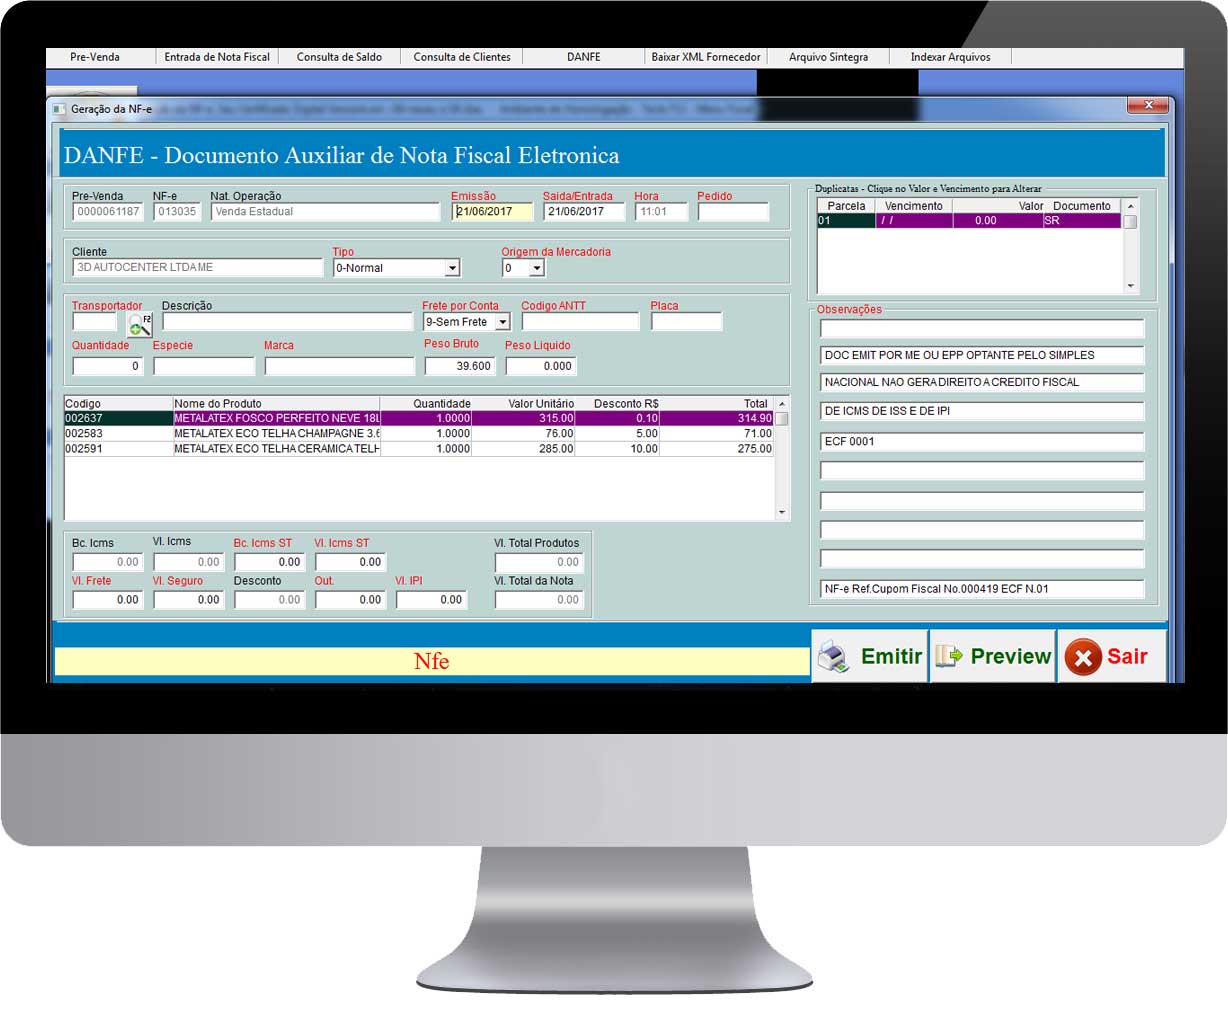 Pre-Venda Entrada de Nota Fiscal Consulta de Saldo Consulta de Clientes DANFE Baixar XML Fornecedor Arquivo Sintegra Indexar Arquivos
Geração da NF-e
DANFE - Documento Auxiliar de Nota Fiscal Eletronica
Pre-Venda NF-e Nat. Operação Emissão Saida/Entrada Hora Pedido
0000061187 013035 Venda Estadual 21/06/2017 21/06/2017 11:01
Cliente Tipo Origem da Mercadoria
3D AUTOCENTER LTDA ME 0-Normal 0
Transportador Descrição Frete por Conta Codigo ANTT Placa
F2 9-Sem Frete
Quantidade Especie Marca Peso Bruto Peso Liquido
0 39.600 0.000
Codigo Nome do Produto Quantidade Valor Unitário Desconto R$ Total
002637 METALATEX FOSCO PERFEITO NEVE 18L 1.0000 315.00 0.10 314.90
002583 METALATEX ECO TELHA CHAMPAGNE 3.6 1.0000 76.00 5.00 71.00
002591 METALATEX ECO TELHA CERAMICA TELH 1.0000 285.00 10.00 275.00
Bc. Icms Vl. Icms Bc. Icms ST Vl. Icms ST Vl. Total Produtos
0.00 0.00 0.00 0.00 0.00
Vl. Frete Vl. Seguro Desconto Out. Vl. IPI Vl. Total da Nota
0.00 0.00 0.00 0.00 0.00 0.00
Duplicatas - Clique no Valor e Vencimento para Alterar
Parcela Vencimento Valor Documento
01 / / 0.00 SR
Observações
DOC EMIT POR ME OU EPP OPTANTE PELO SIMPLES
NACIONAL NAO GERA DIREITO A CREDITO FISCAL
DE ICMS DE ISS E DE IPI
ECF 0001
NF-e Ref.Cupom Fiscal No.000419 ECF N.01
Nfe
Emitir Preview Sair